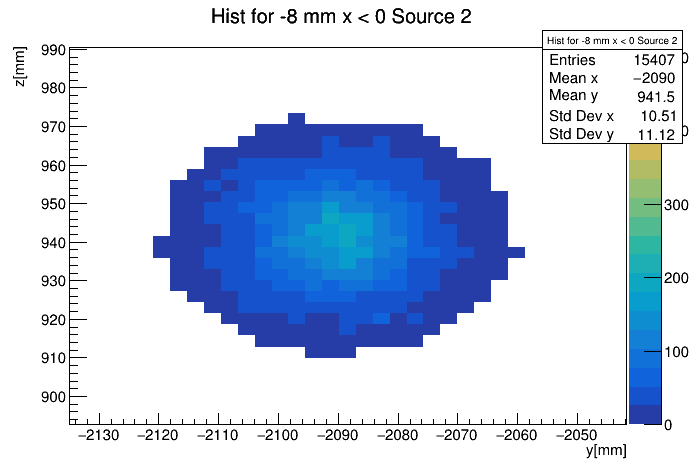 Hist for -8 mm x < 0 Source 2
z[mm]
990
980
970
960
950
940
930
920
910
900
−2130 −2120 −2110 −2100 −2090 −2080 −2070 −2060 −2050
y[mm]
Hist for -8 mm x < 0 Source 2
Entries 15407
Mean x −2090
Mean y 941.5
Std Dev x 10.51
Std Dev y 11.12
300
200
100
0